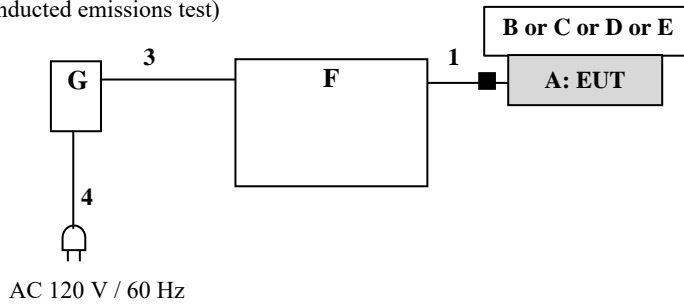 nducted emissions test)
B or C or D or E
3
1
G
F
A: EUT
4
AC 120 V / 60 Hz